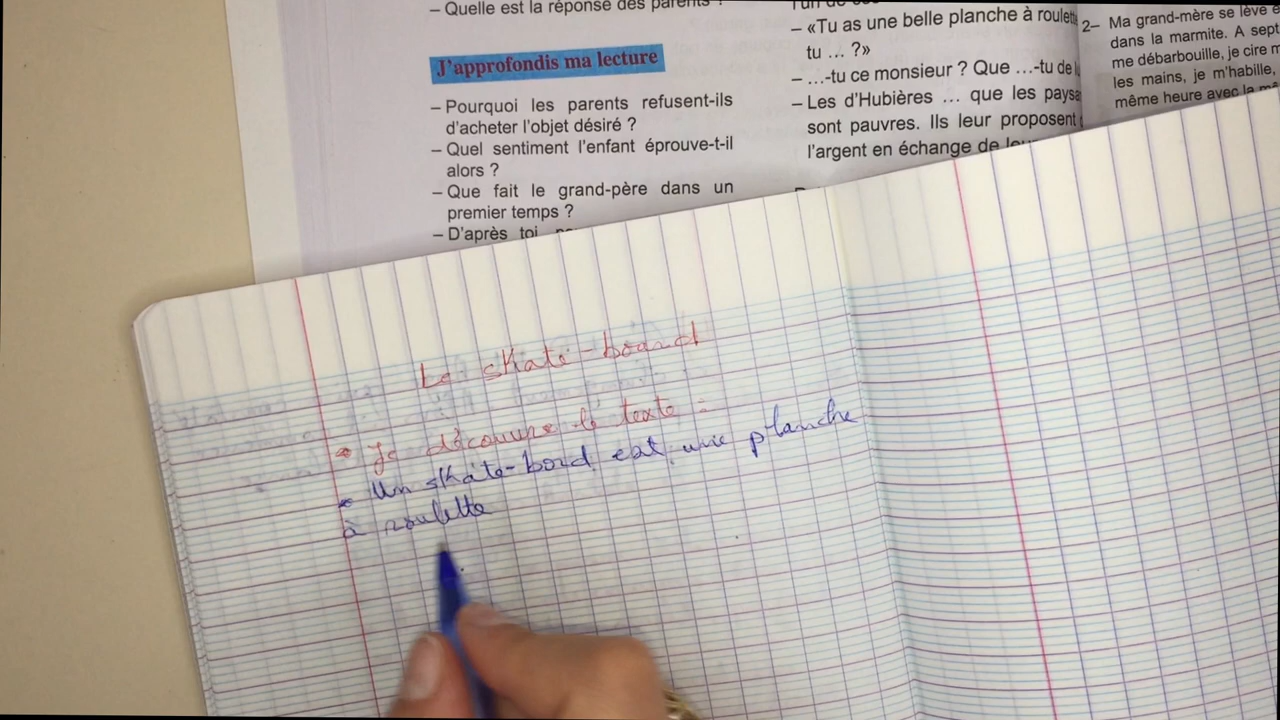 – Quelle est la réponse des parents ?
J'approfondis ma lecture
– Pourquoi les parents refusent-ils
d'acheter l'objet désiré ?
– Quel sentiment l'enfant éprouve-t-il
alors ?
– Que fait le grand-père dans un
premier temps ?
– D'après toi
– «Tu as une belle planche à roulett
tu ... ?»
– ...-tu ce monsieur ? Que ...-tu de
– Les d'Hubières ... que les paysa
sont pauvres. Ils leur proposent
l'argent en échange de
2– Ma grand-mère se lève
dans la marmite. A sept
me débarbouille, je cire m
les mains, je m'habille,
même heure avec la
Le skate-board
* Je découvre le texte :
* Un skate-bord est une planche
à roulette